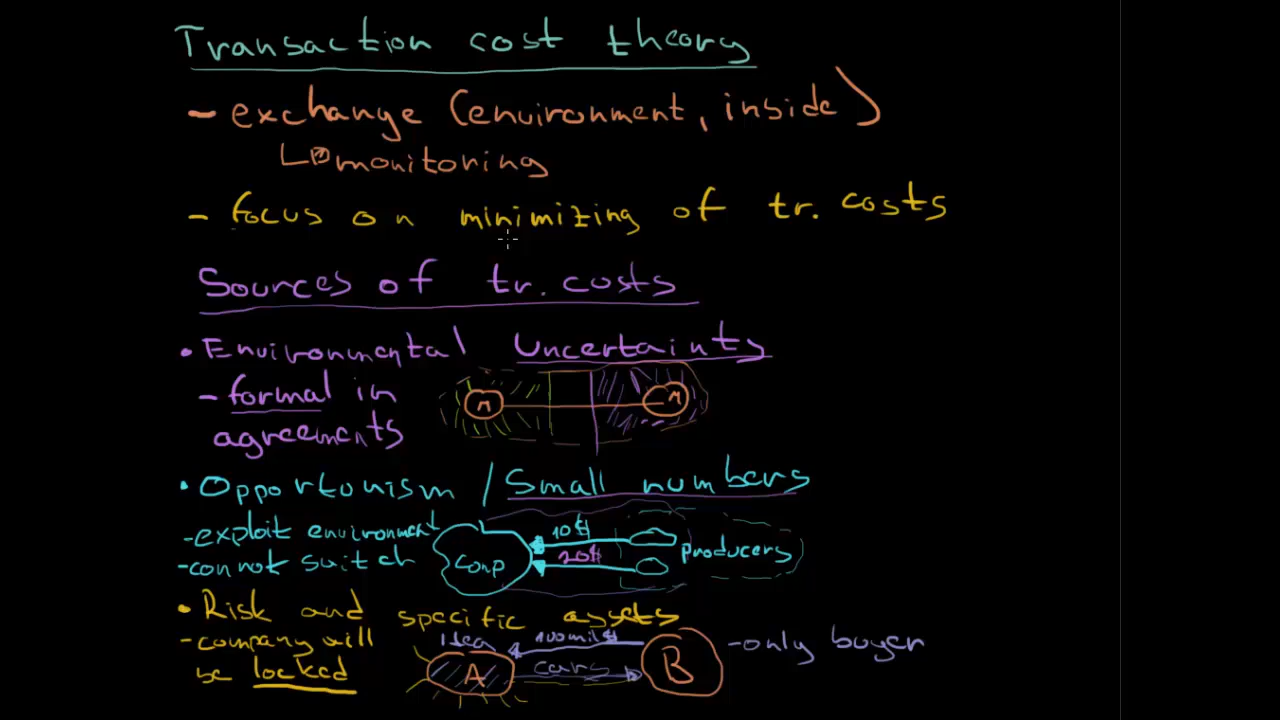 Transaction cost theory
- exchange (environment, inside)
monitoring
- focus on minimizing of tr. costs
Sources of tr. costs
• Environmental Uncertainty
- formal in
agreements
M M
• Opportunism / Small numbers
- exploit environment
- connot switch
Comp
10$
20$
producers
• Risk and specific assets
- company will
be locked
Idea
100mil$
cars
A
B
- only buyer